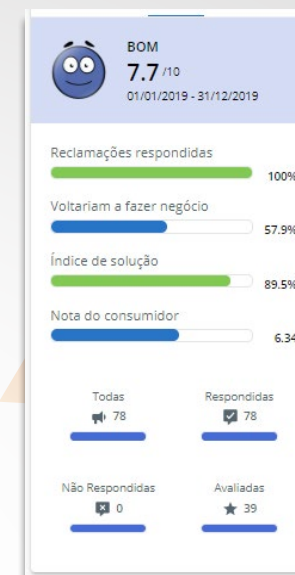 BOM
7.7 /10
01/01/2019 - 31/12/2019
Reclamações respondidas
100%
Voltariam a fazer negócio
57.9%
Índice de solução
89.5%
Nota do consumidor
6.34
Todas
78
Respondidas
78
Não Respondidas
0
Avaliadas
39